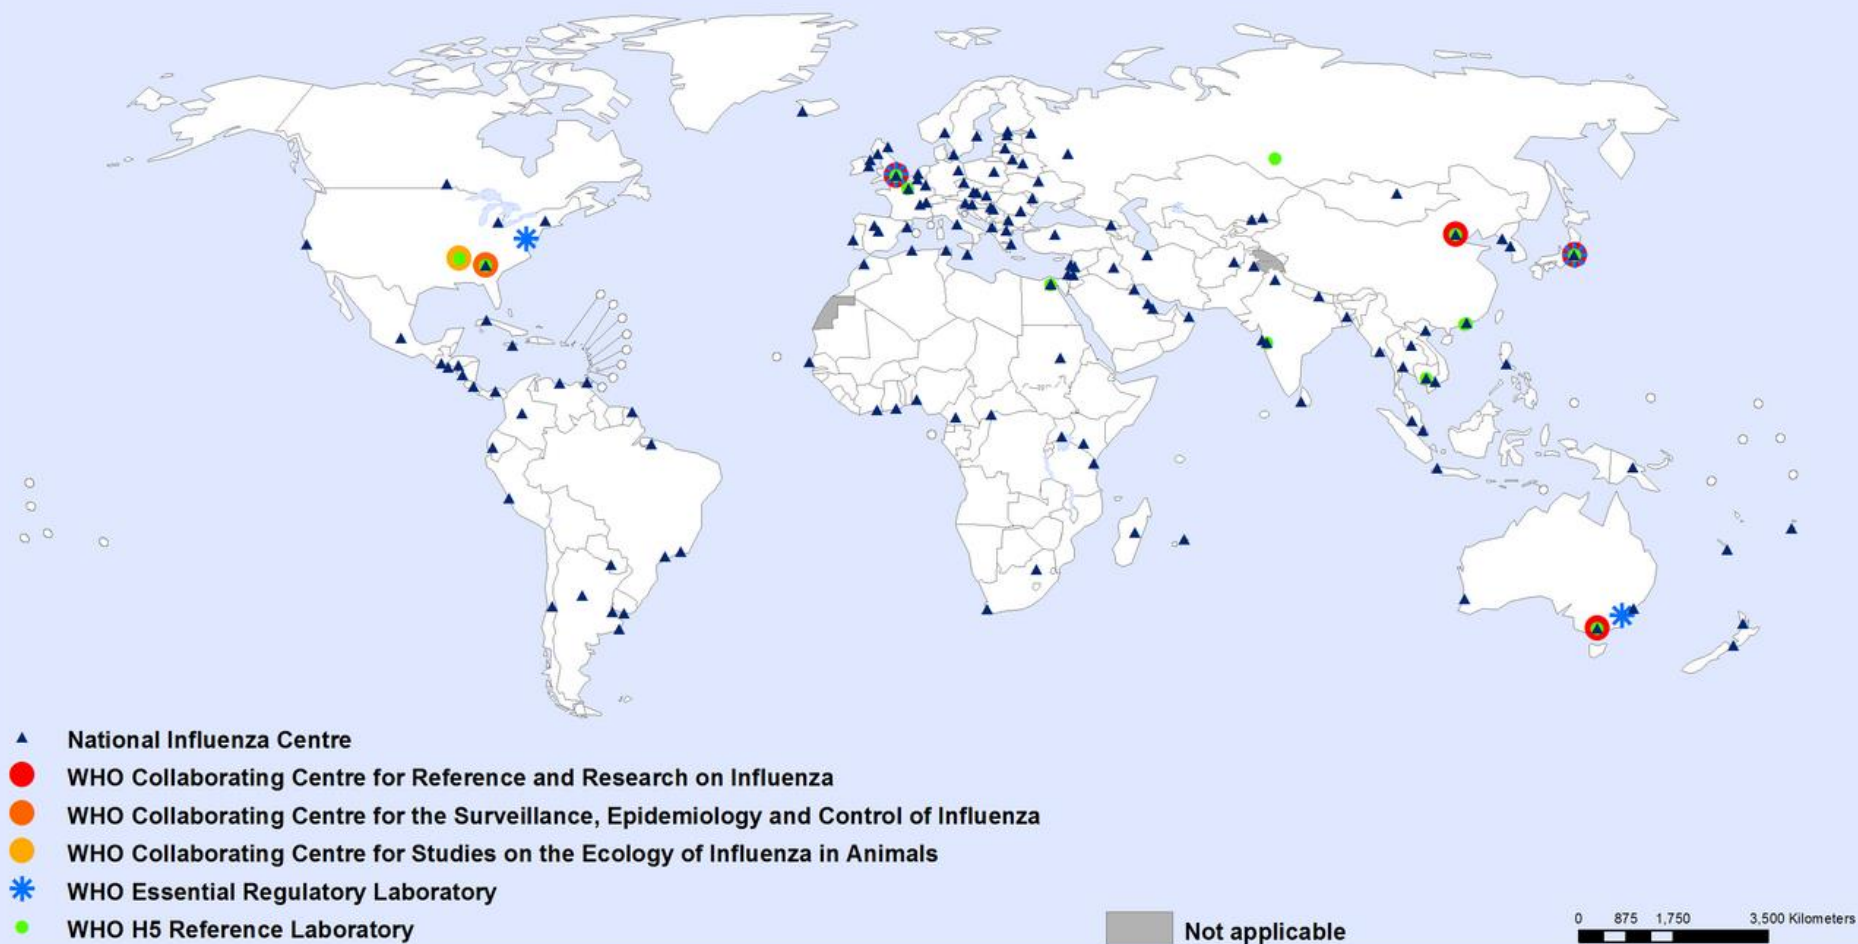 National Influenza Centre
WHO Collaborating Centre for Reference and Research on Influenza
WHO Collaborating Centre for the Surveillance, Epidemiology and Control of Influenza
WHO Collaborating Centre for Studies on the Ecology of Influenza in Animals
WHO Essential Regulatory Laboratory
WHO H5 Reference Laboratory
Not applicable
0 875 1,750 3,500 Kilometers